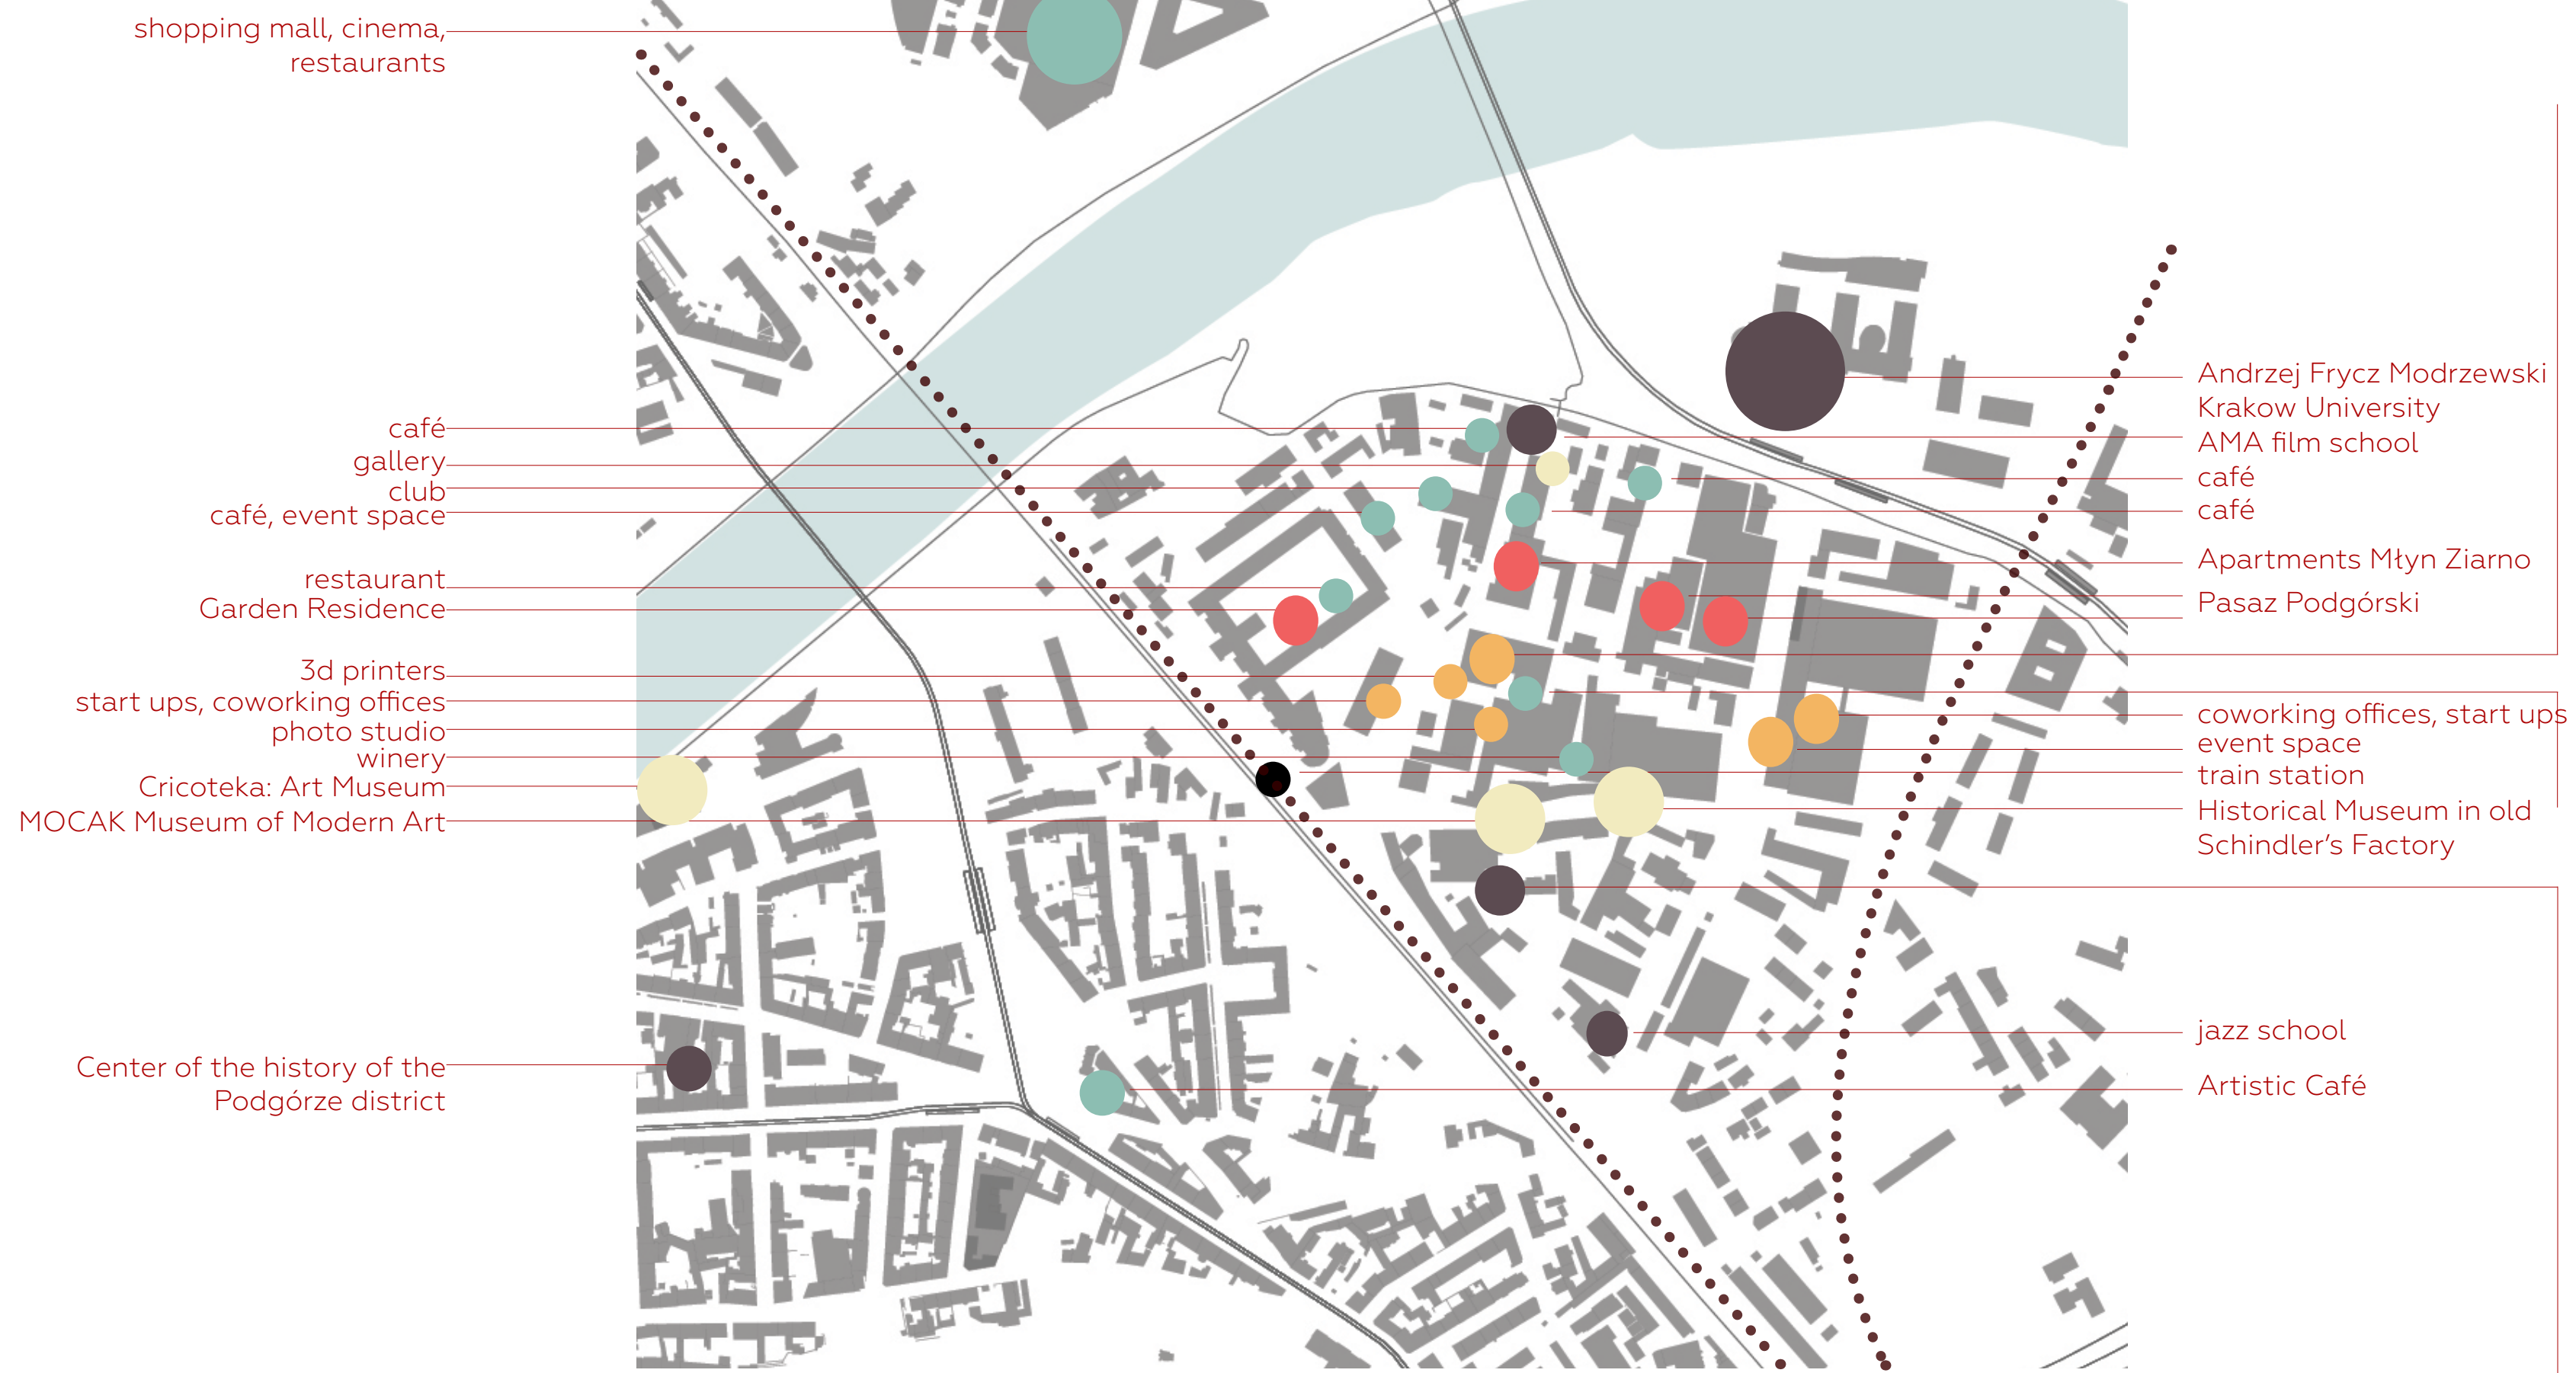 shopping mall, cinema,
restaurants
café
gallery
club
café, event space
restaurant
Garden Residence
3d printers
start ups, coworking offices
photo studio
winery
Cricoteka: Art Museum
MOCAK Museum of Modern Art
Center of the history of the
Podgórze district
Andrzej Frycz Modrzewski
Krakow University
AMA film school
café
café
Apartments Młyn Ziarno
Pasaz Podgórski
coworking offices, start ups
event space
train station
Historical Museum in old
Schindler’s Factory
jazz school
Artistic Café